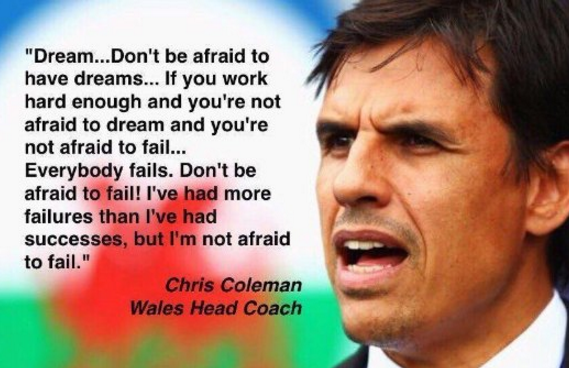 "Dream...Don't be afraid to
have dreams... If you work
hard enough and you're not
afraid to dream and you're
not afraid to fail...
Everybody fails. Don't be
afraid to fail! I've had more
failures than I've had
successes, but I'm not afraid
to fail."
Chris Coleman
Wales Head Coach